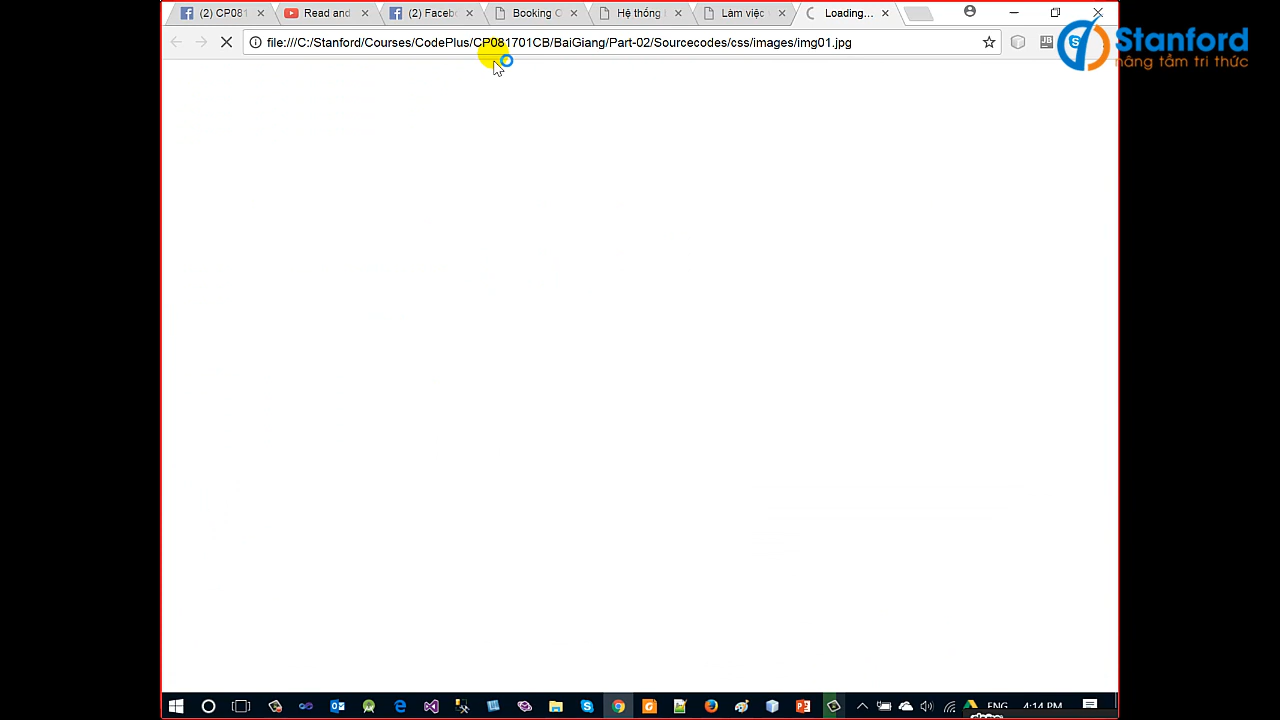 (2) CP081
Read and
(2) Facebo
Booking C
Hệ thống
Làm việc
Loading...
file:///C:/Stanford/Courses/CodePlus/CP081701CB/BaiGiang/Part-02/Sourcecodes/css/images/img01.jpg
Stanford
nâng tầm tri thức
ENG
4:14 PM